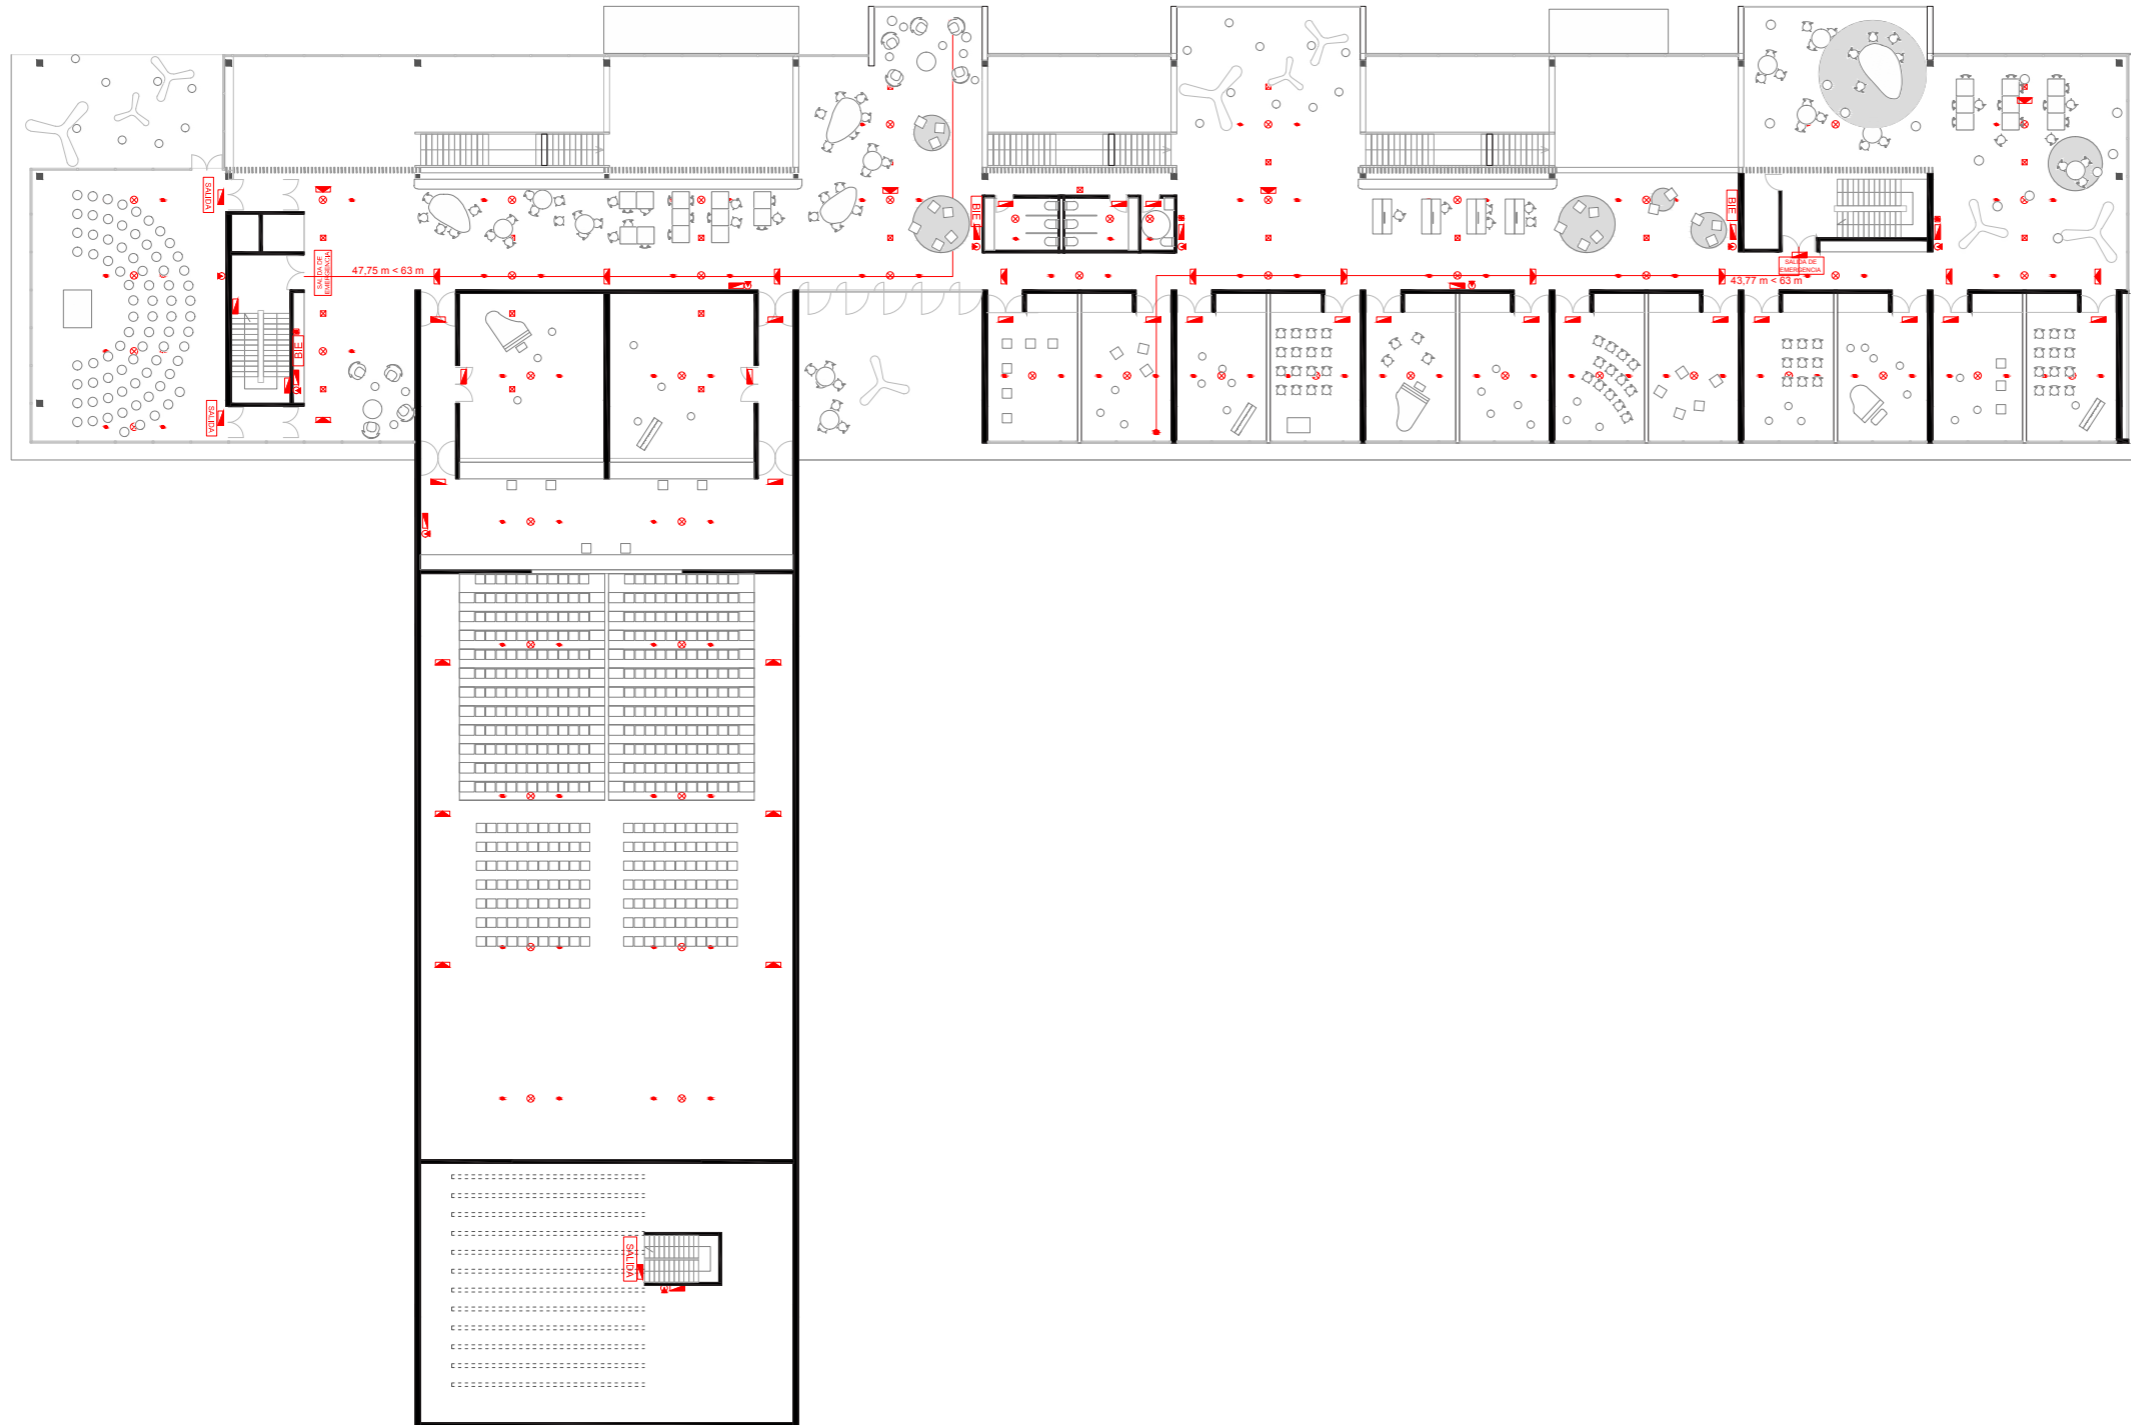 SALIDA
BIE
BIE
SALIDA DE
EMERGENCIA
47,75 m < 63 m
SALIDA DE
EMERGENCIA
43,77 m < 63 m
BIE
SALIDA
SALIDA